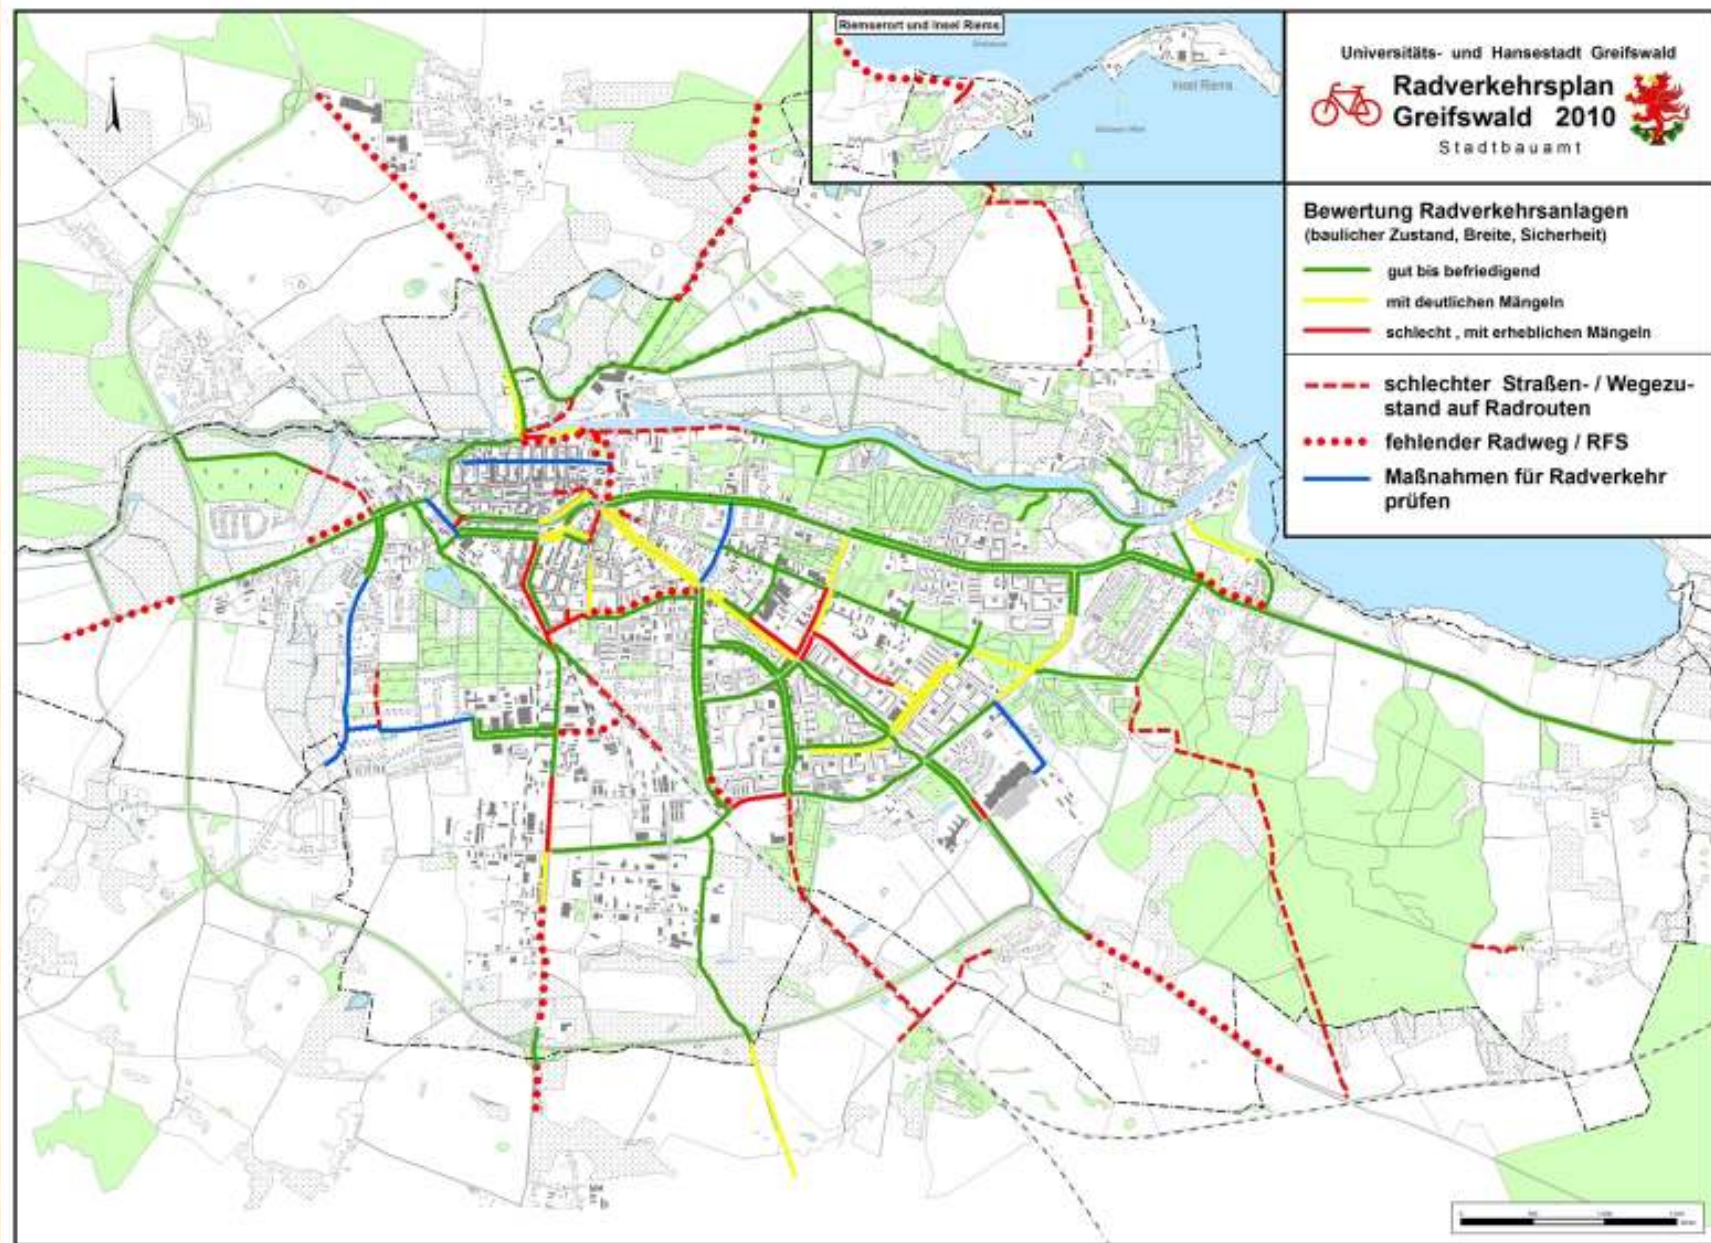 Riemserort und Insel Riems
Insel Riems
Universitäts- und Hansestadt Greifswald
Radverkehrsplan
Greifswald 2010
Stadtbauamt
Bewertung Radverkehrsanlagen
(baulicher Zustand, Breite, Sicherheit)
gut bis befriedigend
mit deutlichen Mängeln
schlecht , mit erheblichen Mängeln
schlechter Straßen- / Wegezu-
stand auf Radrouten
fehlender Radweg / RFS
Maßnahmen für Radverkehr
prüfen